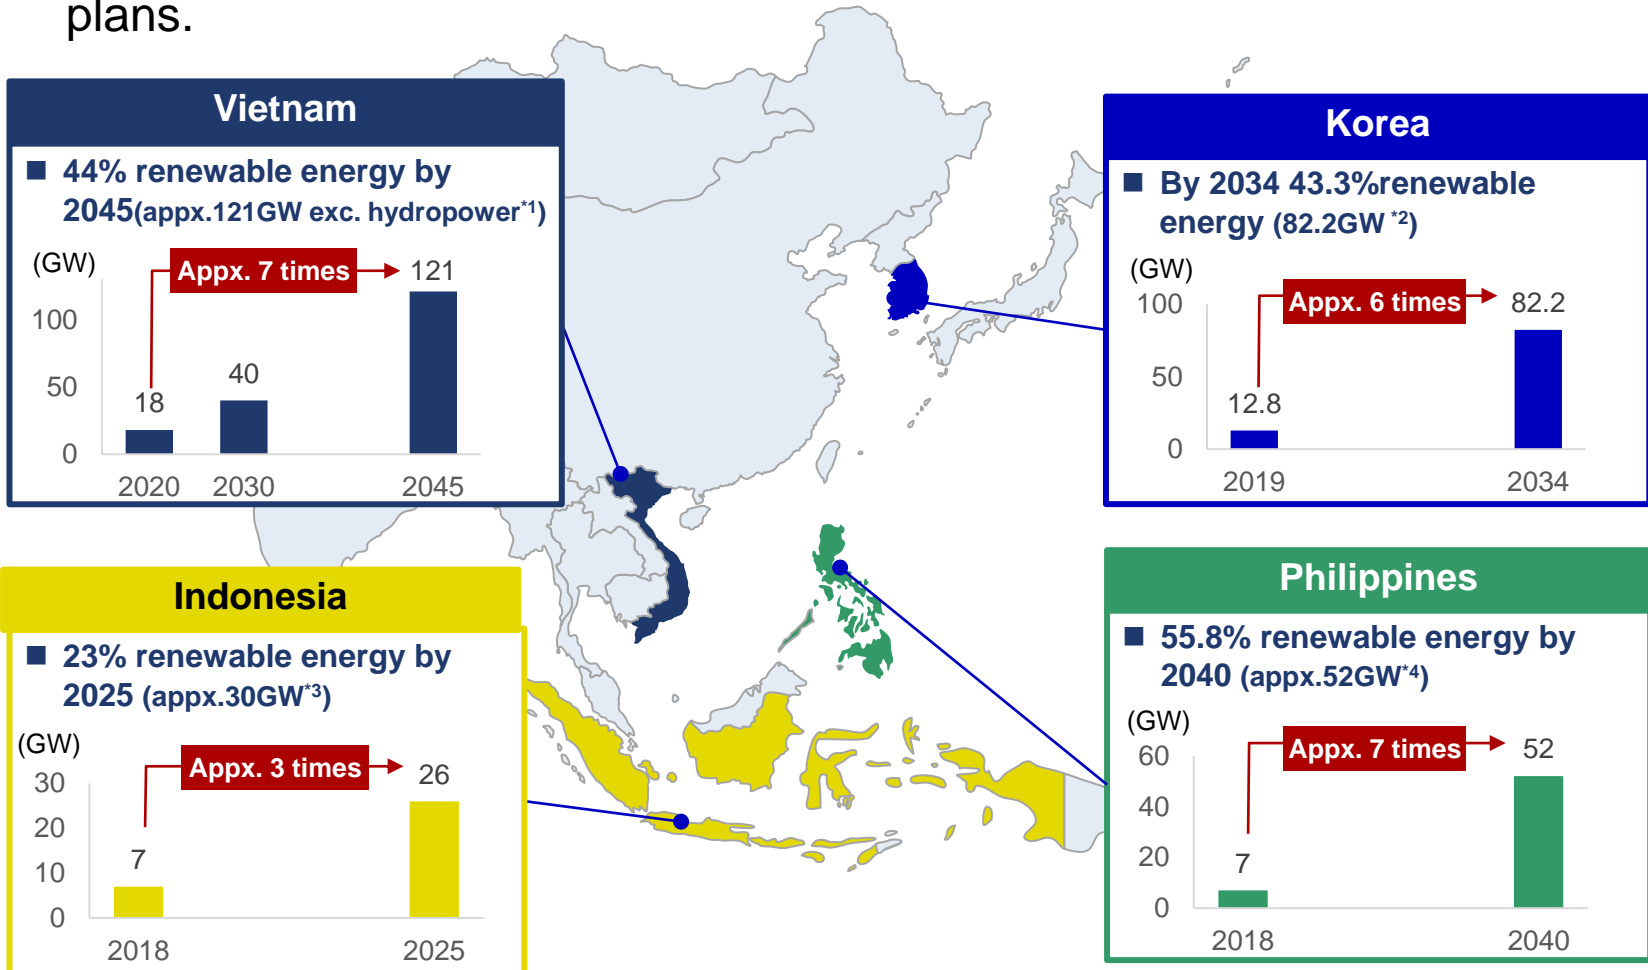 plans.
Vietnam
■ 44% renewable energy by
2045(appx.121GW exc. hydropower*1)
(GW)
Appx. 7 times
121
100
50
0
18
40
2020 2030 2045
Korea
■ By 2034 43.3%renewable
energy (82.2GW *2)
(GW)
Appx. 6 times
82.2
100
50
0
12.8
2019 2034
Indonesia
■ 23% renewable energy by
2025 (appx.30GW*3)
(GW)
Appx. 3 times
26
30
20
10
0
7
2018 2025
Philippines
■ 55.8% renewable energy by
2040 (appx.52GW*4)
(GW)
Appx. 7 times
52
60
40
20
0
7
2018 2040